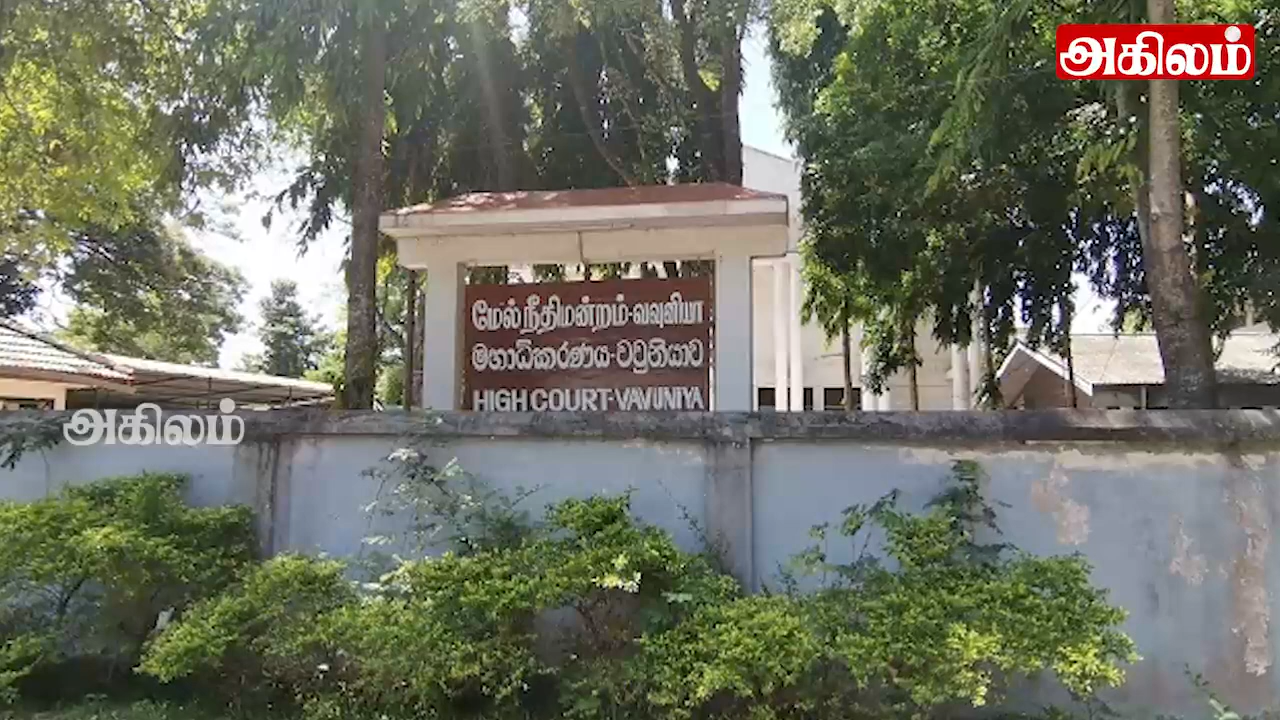 அகிலம்
மேல் நீதிமன்றம்-வவுனியா
මහාධිකරණය-වවුනියාව
HIGH COURT-VAVUNIYA
அகிலம்